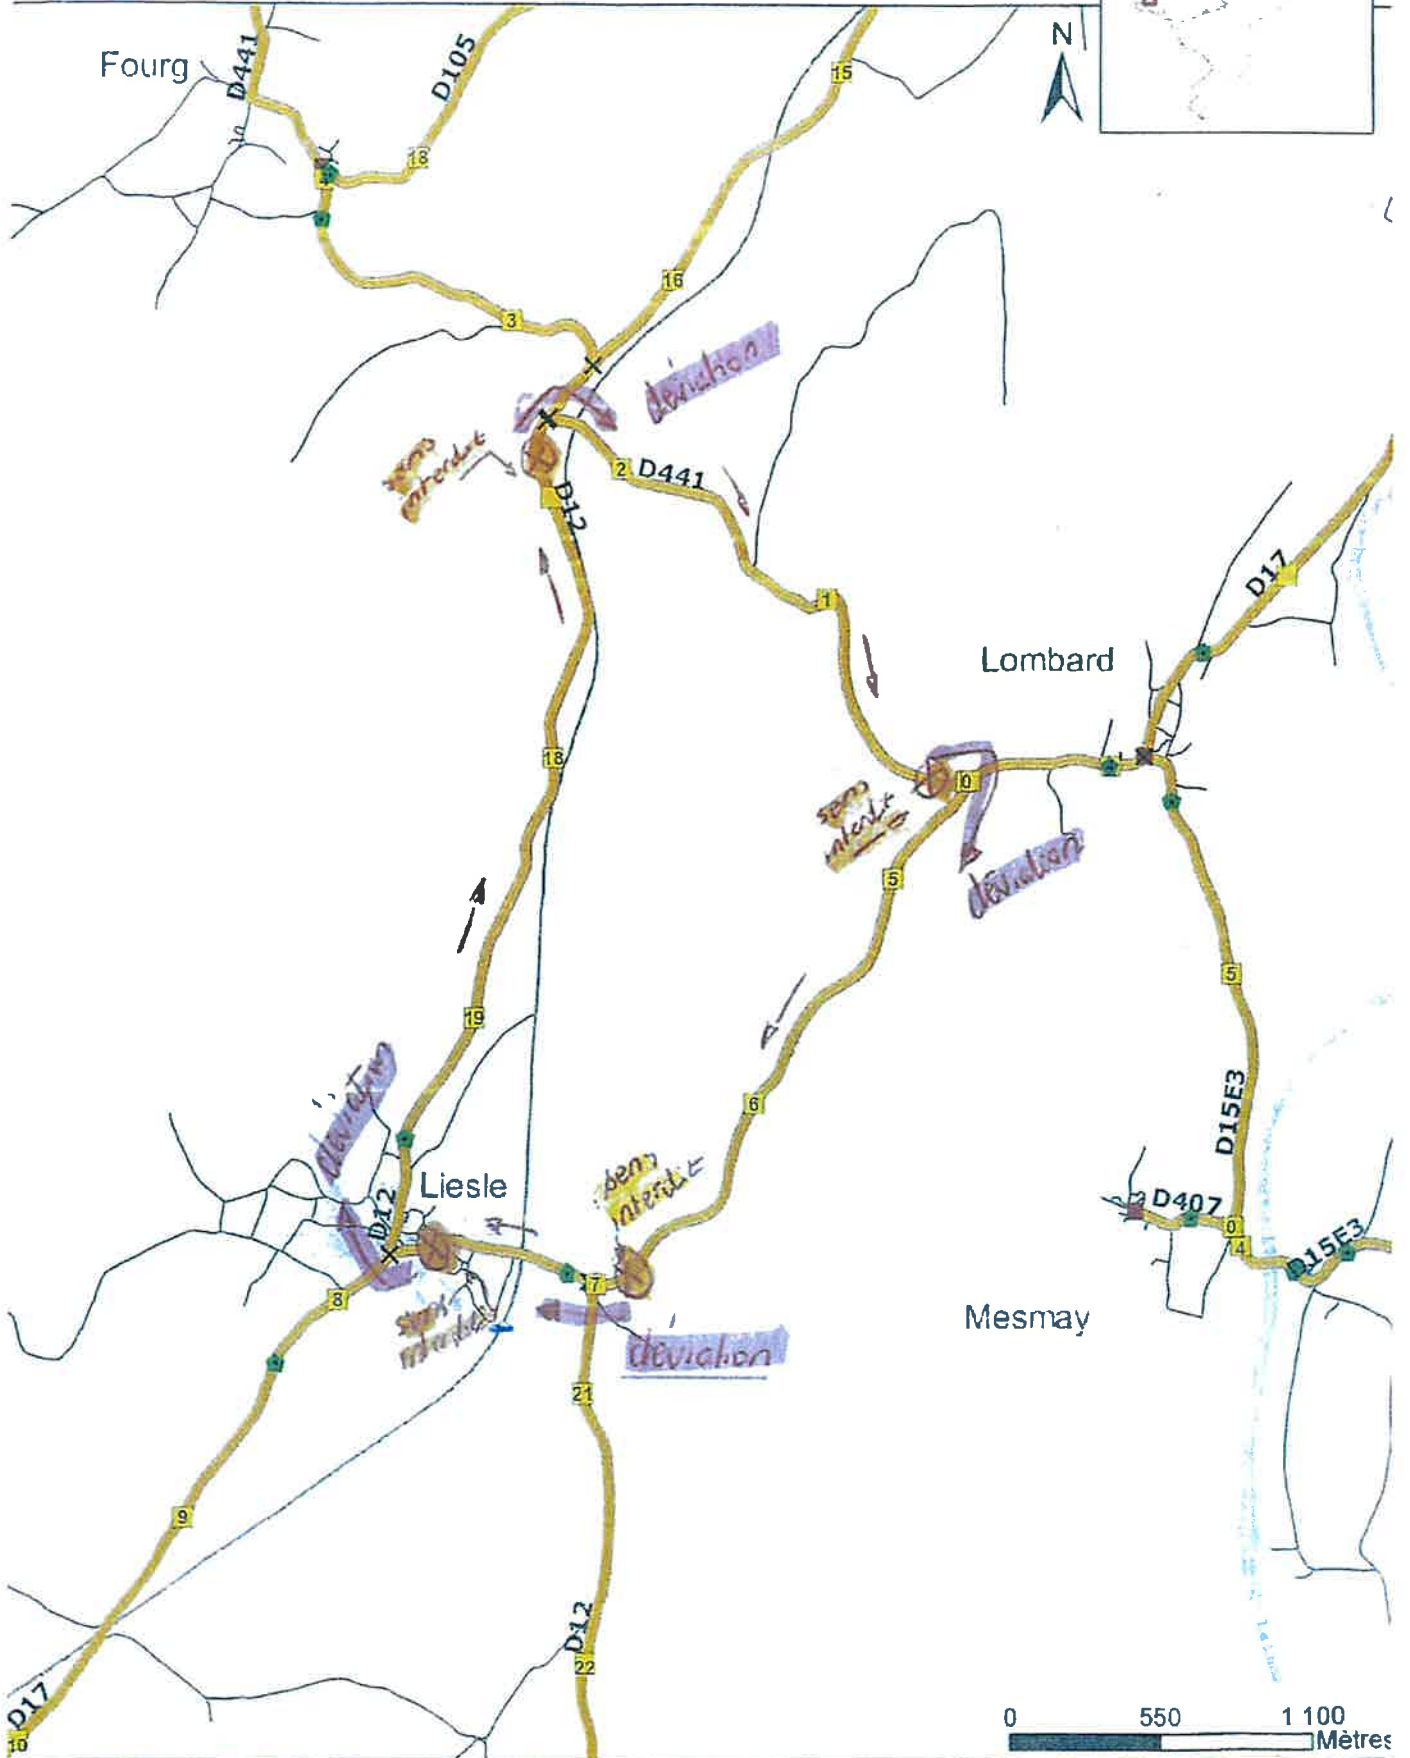 N
Fourg
D441
D105
15
18
4
16
3
déviation
sens
interdit
2
D441
D12
D17
1
Lombard
18
0
sens
interdit
déviation
5
5
19
6
D15E3
déviation
Liesle
D12
sens
interdit
D407
0
4
D15E3
7
8
sens
interdit
Mesmay
déviation
21
9
D12
22
D17
10
0 550 1 100
Mètres